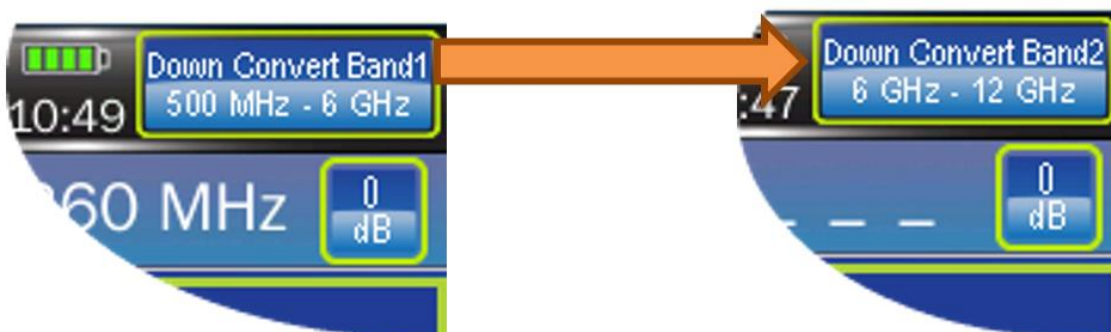 Down Convert Band1
500 MHz - 6 GHz
10:49
60 MHz
0
dB
Down Convert Band2
6 GHz - 12 GHz
:47
_ _ _
0
dB